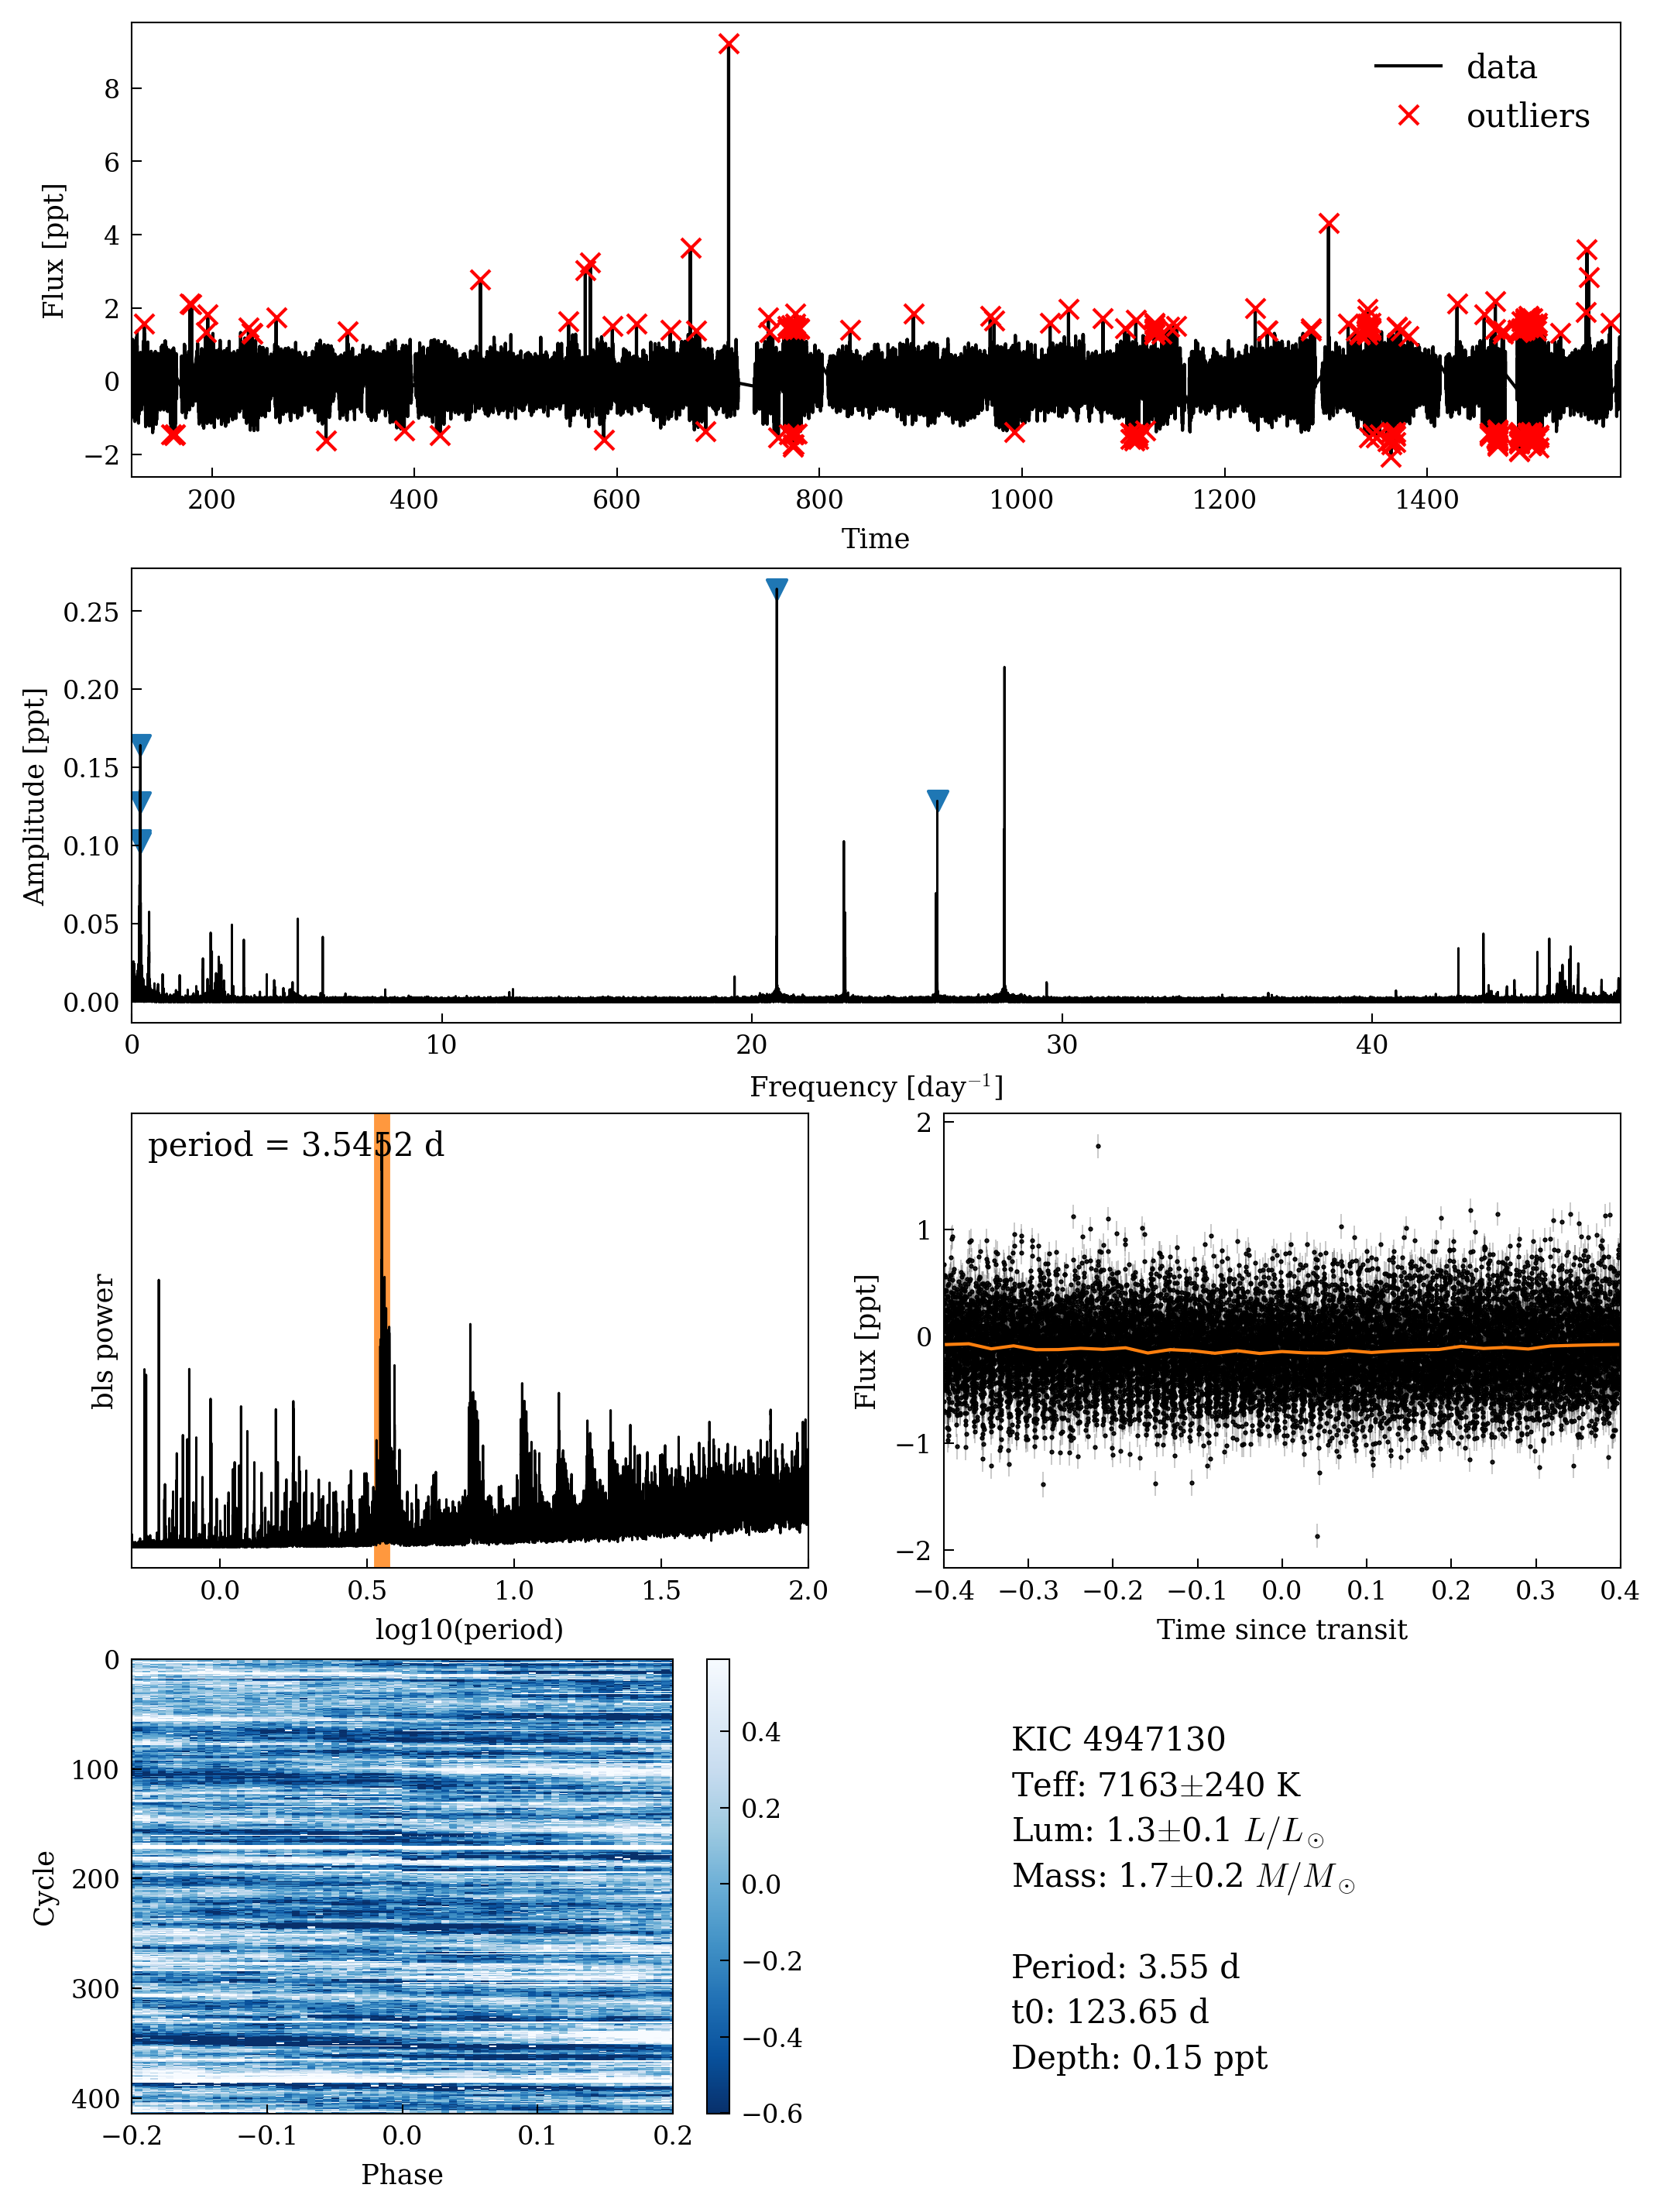 data
outliers
8
6
4
2
0
−2
Flux [ppt]
200 400 600 800 1000 1200 1400
Time
0.25
0.20
0.15
0.10
0.05
0.00
Amplitude [ppt]
0 10 20 30 40
Frequency [day⁻¹]
period = 3.5452 d
bls power
0.0 0.5 1.0 1.5 2.0
log10(period)
2
1
0
−1
−2
Flux [ppt]
−0.4 −0.3 −0.2 −0.1 0.0 0.1 0.2 0.3 0.4
Time since transit
0
100
200
300
400
Cycle
−0.2 −0.1 0.0 0.1 0.2
Phase
0.4
0.2
0.0
−0.2
−0.4
−0.6
KIC 4947130
Teff: 7163±240 K
Lum: 1.3±0.1 L/L☉
Mass: 1.7±0.2 M/M☉
Period: 3.55 d
t0: 123.65 d
Depth: 0.15 ppt